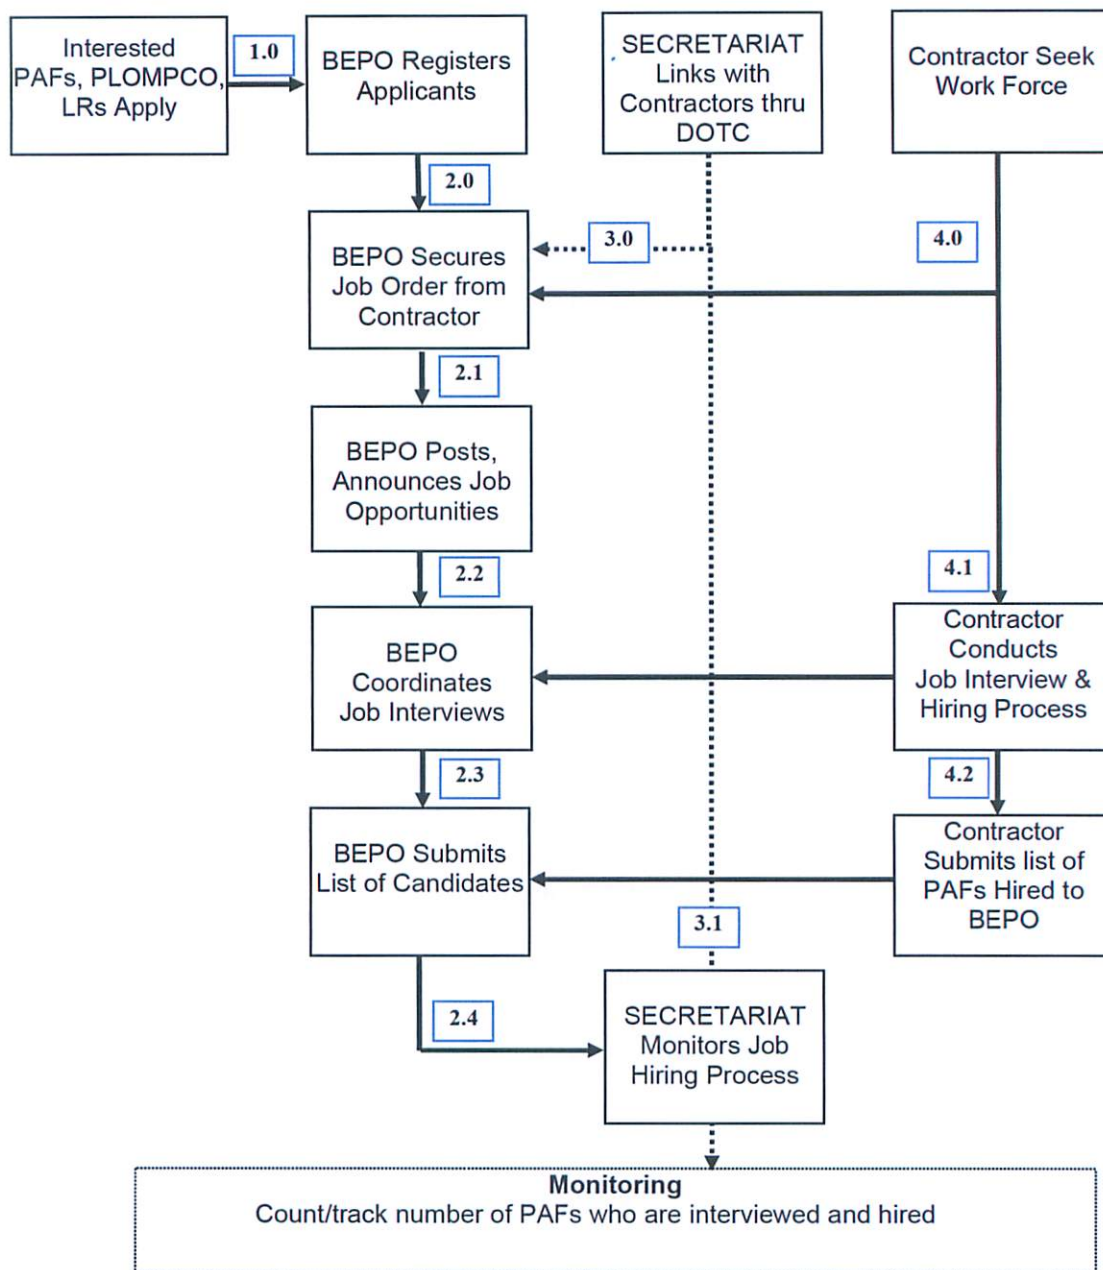 Interested
PAFs, PLOMPCO,
LRs Apply
1.0
BEPO Registers
Applicants
SECRETARIAT
Links with
Contractors thru
DOTC
Contractor Seek
Work Force
2.0
3.0
4.0
BEPO Secures
Job Order from
Contractor
2.1
BEPO Posts,
Announces Job
Opportunities
2.2
4.1
BEPO
Coordinates
Job Interviews
Contractor
Conducts
Job Interview &
Hiring Process
2.3
4.2
BEPO Submits
List of Candidates
Contractor
Submits list of
PAFs Hired to
BEPO
3.1
2.4
SECRETARIAT
Monitors Job
Hiring Process
Monitoring
Count/track number of PAFs who are interviewed and hired